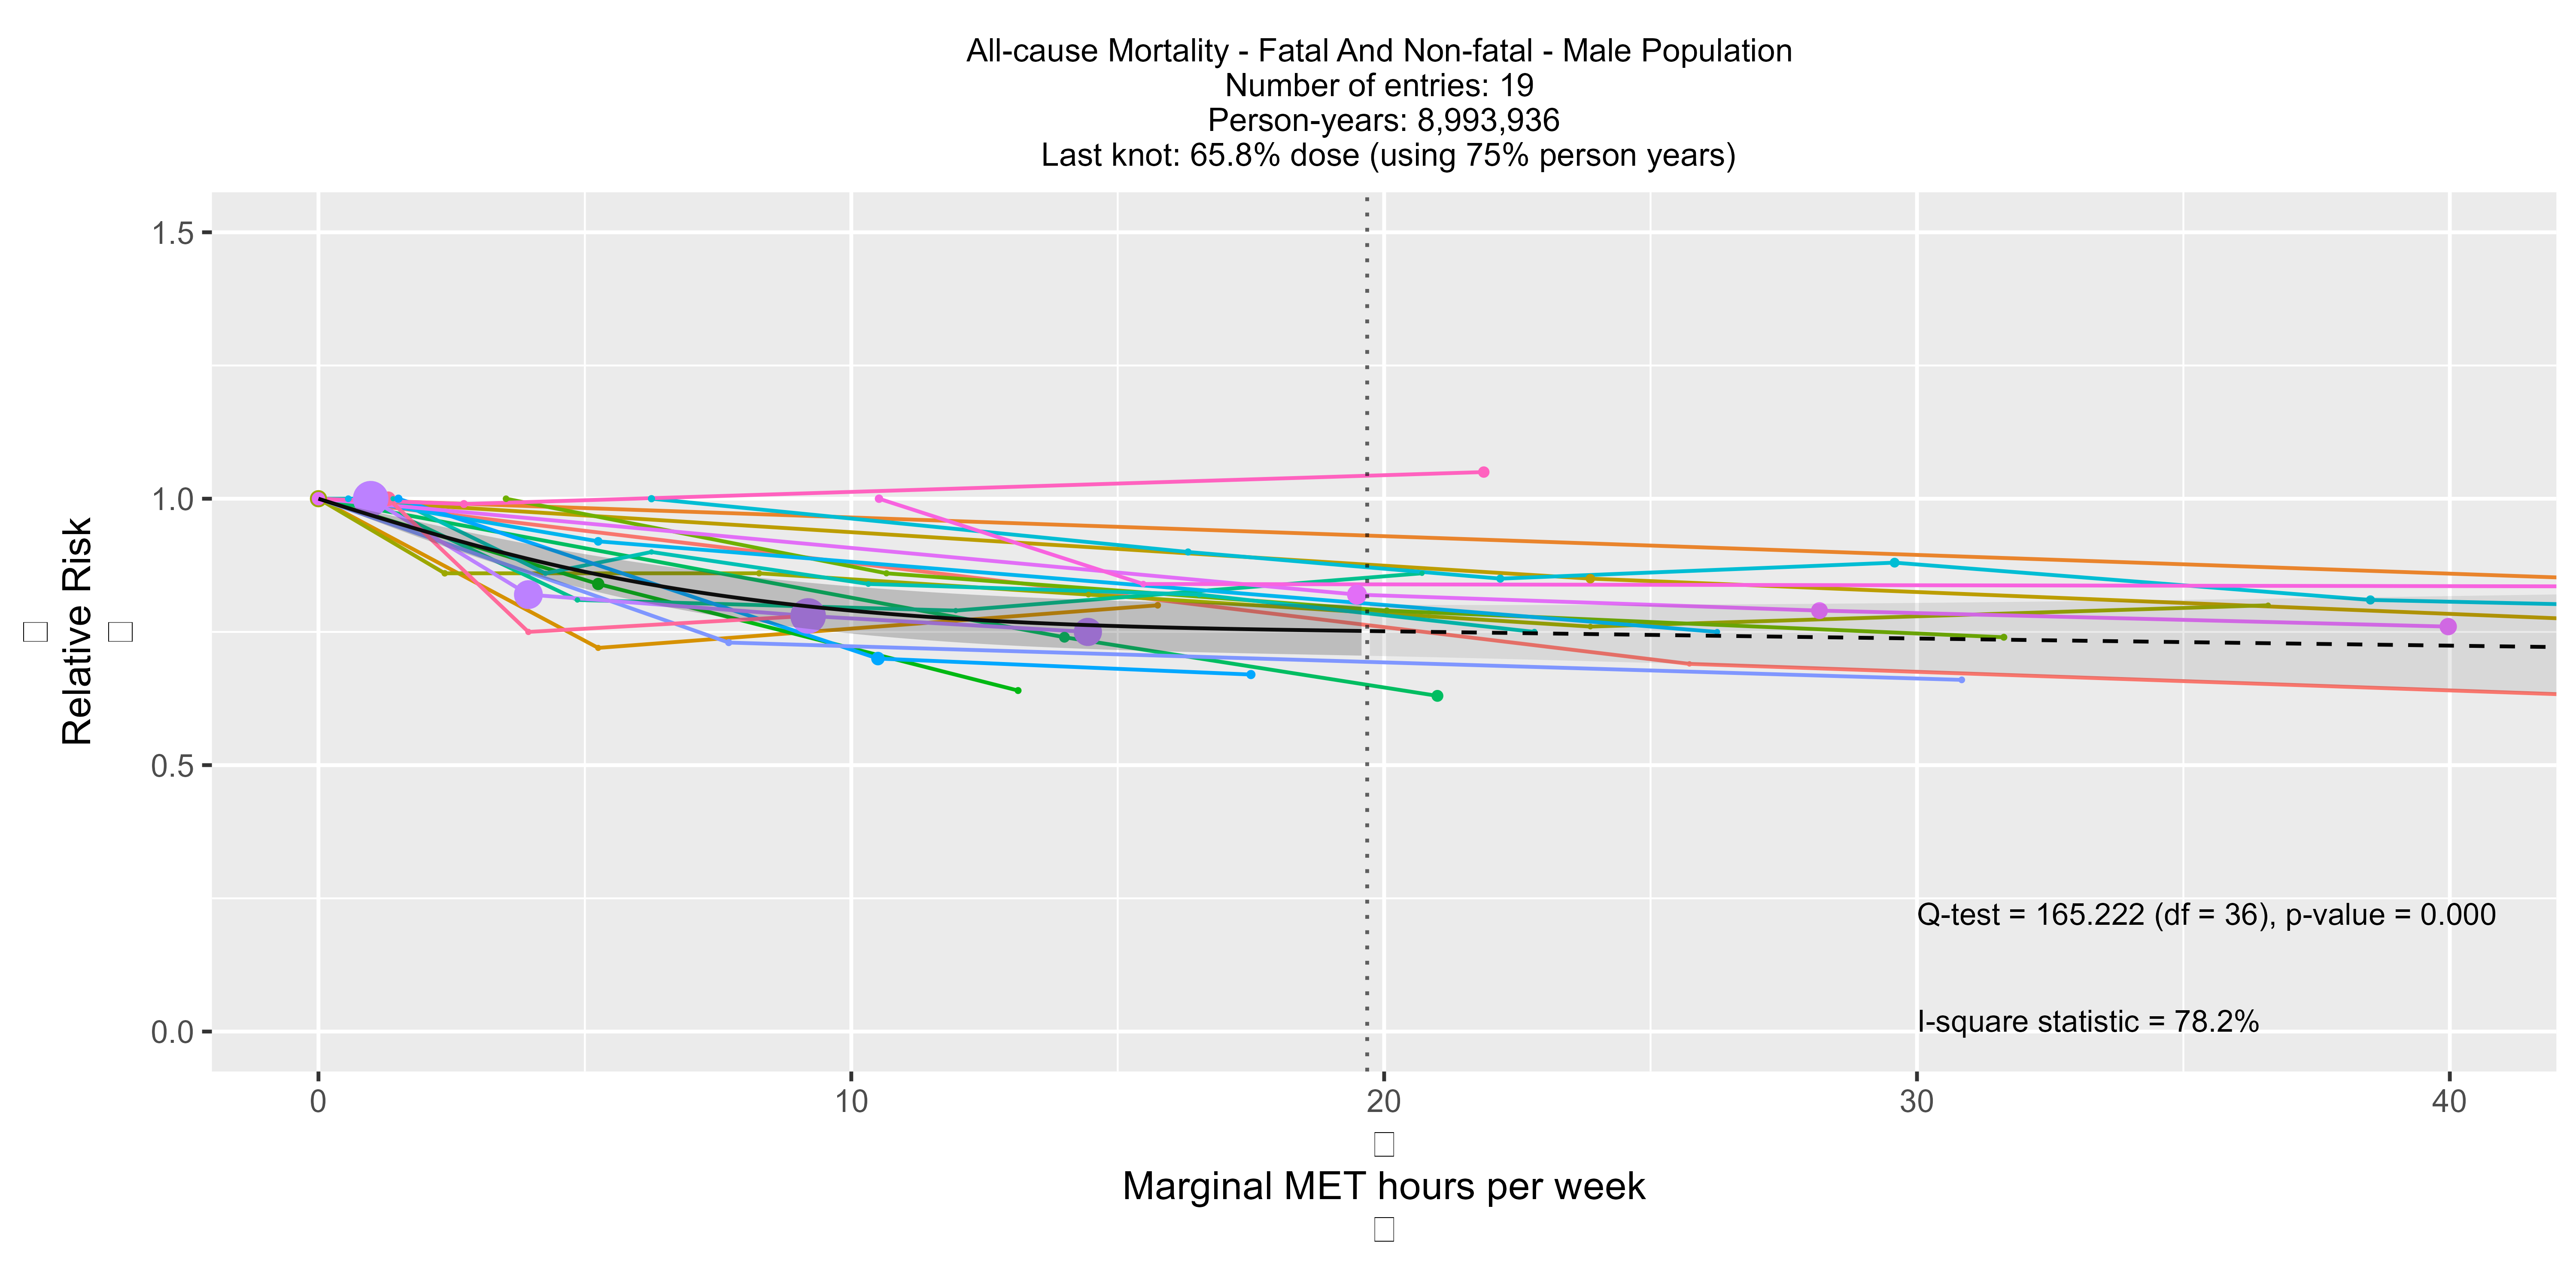 All-cause Mortality - Fatal And Non-fatal - Male Population
Number of entries: 19
Person-years: 8,993,936
Last knot: 65.8% dose (using 75% person years)
1.5
1.0
0.5
0.0
Relative Risk
Q-test = 165.222 (df = 36), p-value = 0.000
I-square statistic = 78.2%
0 10 20 30 40
Marginal MET hours per week